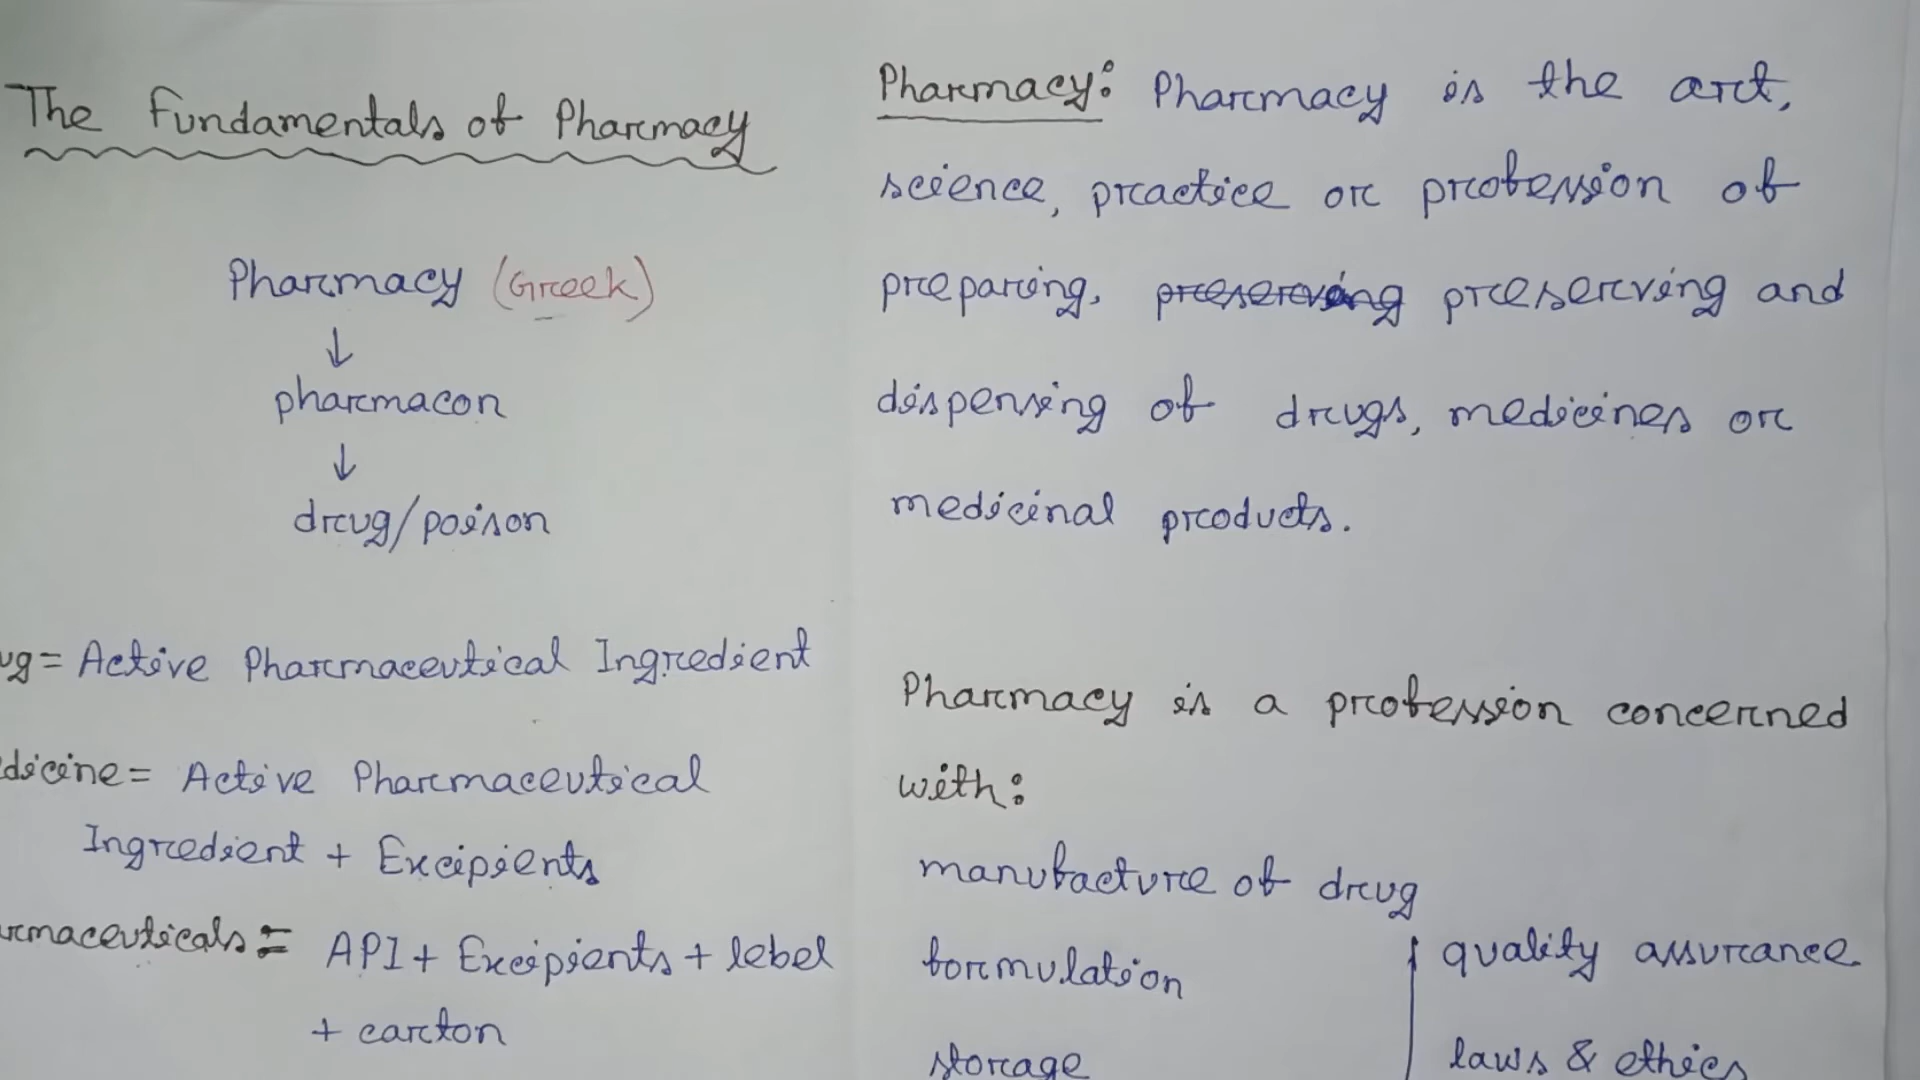 The Fundamentals of Pharmacy
Pharmacy (Greek)
↓
pharmacon
↓
drug/poison
ug = Active Pharmaceutical Ingredient
dicine = Active Pharmaceutical
Ingredient + Excipients
rmaceuticals = API + Excipients + lebel
+ carton
Pharmacy: Pharmacy is the art,
science, practice or profession of
preparing, preserving preserving and
dispensing of drugs, medicines or
medicinal products.
Pharmacy is a profession concerned
with:
manufacture of drug
formulation
storage
quality assurance
laws & ethics